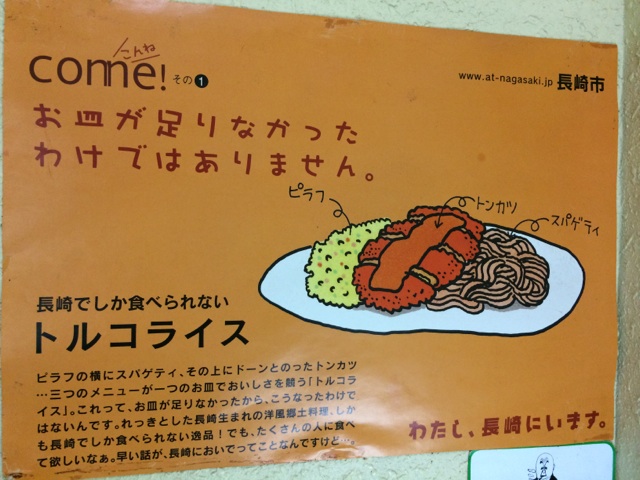 こんね
conne! その1
www.at-nagasaki.jp 長崎市
お皿が足りなかった
わけではありません。
ピラフ
トンカツ
スパゲティ
長崎でしか食べられない
トルコライス
ピラフの横にスパゲティ、その上にドーンとのったトンカツ
…三つのメニューが一つのお皿でおいしさを競う「トルコラ
イス」。これって、お皿が足りなかったから、こうなったわけで
はないんです。れっきとした長崎生まれの洋風郷土料理、しか
も長崎でしか食べられない逸品!でも、たくさんの人に食べ
て欲しいなぁ。早い話が、長崎においでってことなんですけど…。
わたし、長崎にいます。